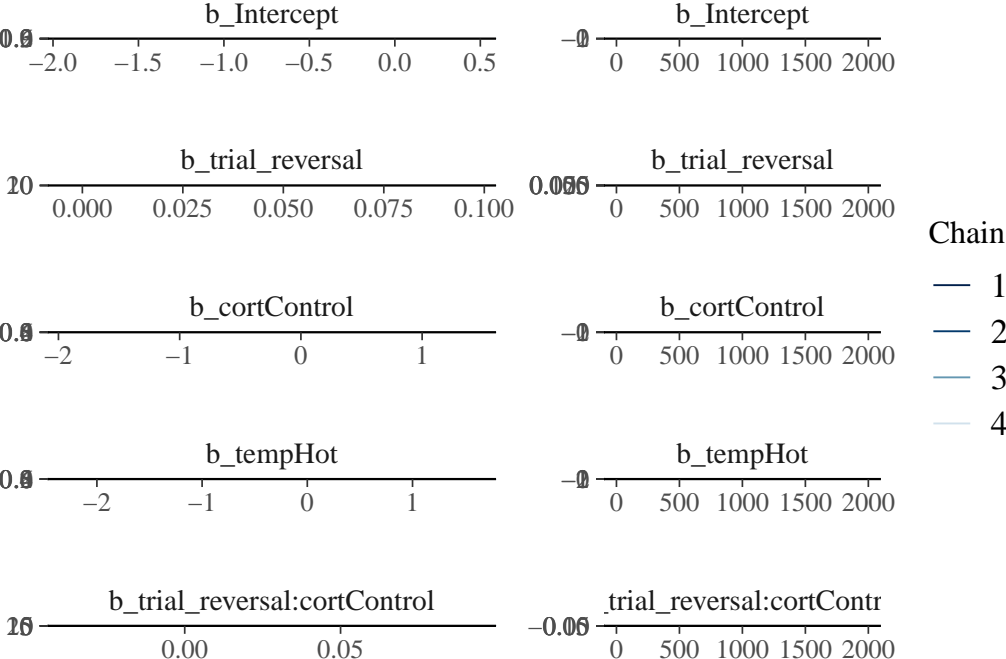 b_Intercept b_Intercept
−2.0 −1.5 −1.0 −0.5 0.0 0.5 0 500 1000 1500 2000
b_trial_reversal b_trial_reversal
0.000 0.025 0.050 0.075 0.100 0 500 1000 1500 2000
Chain
1
b_cortControl b_cortControl
2
−2 −1 0 1 0 500 1000 1500 2000
3
4
b_tempHot b_tempHot
−2 −1 0 1 0 500 1000 1500 2000
b_trial_reversal:cortControl _trial_reversal:cortContr
0.00 0.05 0 500 1000 1500 2000